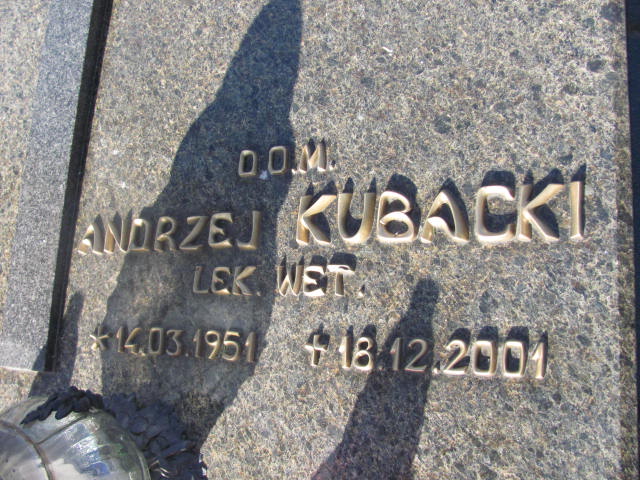 D.O.M.
ANDRZEJ KUBACKI
LEK. WET.
* 14.03.1951 † 18.12.2001